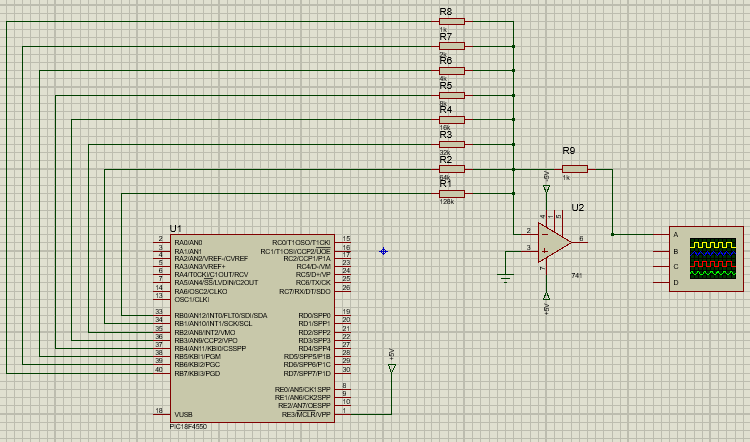 R8
1k
R7
2k
R6
4k
R5
8k
R4
16k
R3
32k
R2
64k
R1
128k
R9
1k
-5V
U2
4
1
5
2
3
6
7
741
+5V
A
B
C
D
U1
2 RA0/AN0
3 RA1/AN1
4 RA2/AN2/VREF-/CVREF
5 RA3/AN3/VREF+
6 RA4/T0CKI/C1OUT/RCV
7 RA5/AN4/SS/LVDIN/C2OUT
14 RA6/OSC2/CLKO
13 OSC1/CLKI
33 RB0/AN12/INT0/FLT0/SDI/SDA
34 RB1/AN10/INT1/SCK/SCL
35 RB2/AN8/INT2/VMO
36 RB3/AN9/CCP2/VPO
37 RB4/AN11/KBI0/CSSPP
38 RB5/KBI1/PGM
39 RB6/KBI2/PGC
40 RB7/KBI3/PGD
18 VUSB
RC0/T1OSO/T1CKI 15
RC1/T1OSI/CCP2/UOE 16
RC2/CCP1/P1A 17
RC4/D-/VM 23
RC5/D+/VP 24
RC6/TX/CK 25
RC7/RX/DT/SDO 26
RD0/SPP0 19
RD1/SPP1 20
RD2/SPP2 21
RD3/SPP3 22
RD4/SPP4 27
RD5/SPP5/P1B 28
RD6/SPP6/P1C 29
RD7/SPP7/P1D 30
RE0/AN5/CK1SPP 8
RE1/AN6/CK2SPP 9
RE2/AN7/OESPP 10
RE3/MCLR/VPP 1
+5V
PIC18F4550